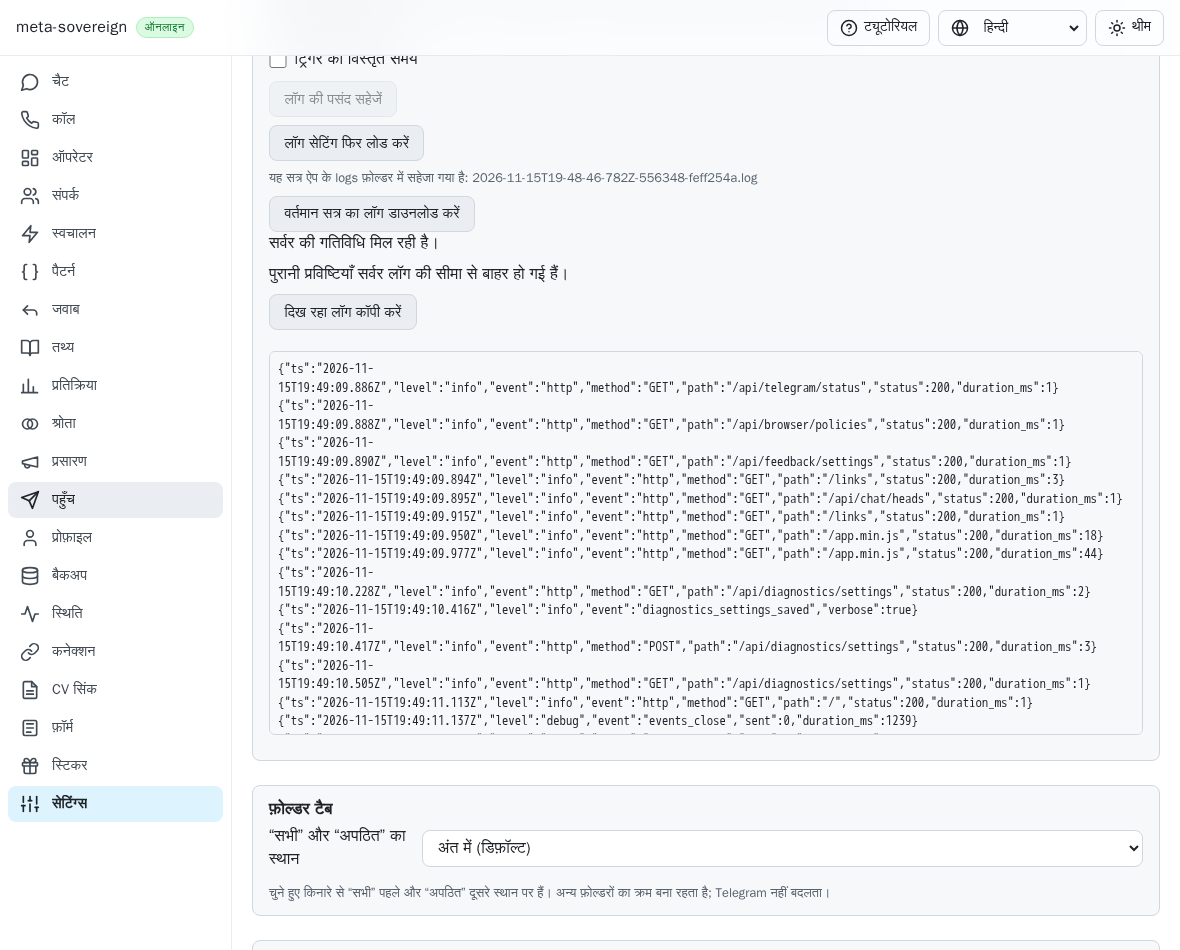 meta-sovereign ऑनलाइन ट्यूटोरियल हिन्दी थीम
चैट
कॉल
ऑपरेटर
संपर्क
स्वचालन
पैटर्न
जवाब
तथ्य
प्रतिक्रिया
श्रोता
प्रसारण
पहुँच
प्रोफ़ाइल
बैकअप
स्थिति
कनेक्शन
CV सिंक
फ़ॉर्म
स्टिकर
सेटिंग्स
ट्रिगर का विस्तृत समय
लॉग की पसंद सहेजें
लॉग सेटिंग फिर लोड करें
यह सत्र ऐप के logs फ़ोल्डर में सहेजा गया है: 2026-11-15T19-48-46-782Z-556348-feff254a.log
वर्तमान सत्र का लॉग डाउनलोड करें
सर्वर की गतिविधि मिल रही है।
पुरानी प्रविष्टियाँ सर्वर लॉग की सीमा से बाहर हो गई हैं।
दिख रहा लॉग कॉपी करें
{"ts":"2026-11-
15T19:49:09.886Z","level":"info","event":"http","method":"GET","path":"/api/telegram/status","status":200,"duration_ms":1}
{"ts":"2026-11-
15T19:49:09.888Z","level":"info","event":"http","method":"GET","path":"/api/browser/policies","status":200,"duration_ms":1}
{"ts":"2026-11-
15T19:49:09.890Z","level":"info","event":"http","method":"GET","path":"/api/feedback/settings","status":200,"duration_ms":1}
{"ts":"2026-11-15T19:49:09.894Z","level":"info","event":"http","method":"GET","path":"/links","status":200,"duration_ms":3}
{"ts":"2026-11-15T19:49:09.895Z","level":"info","event":"http","method":"GET","path":"/api/chat/heads","status":200,"duration_ms":1}
{"ts":"2026-11-15T19:49:09.915Z","level":"info","event":"http","method":"GET","path":"/links","status":200,"duration_ms":1}
{"ts":"2026-11-15T19:49:09.950Z","level":"info","event":"http","method":"GET","path":"/app.min.js","status":200,"duration_ms":18}
{"ts":"2026-11-15T19:49:09.977Z","level":"info","event":"http","method":"GET","path":"/app.min.js","status":200,"duration_ms":44}
{"ts":"2026-11-
15T19:49:10.228Z","level":"info","event":"http","method":"GET","path":"/api/diagnostics/settings","status":200,"duration_ms":2}
{"ts":"2026-11-15T19:49:10.416Z","level":"info","event":"diagnostics_settings_saved","verbose":true}
{"ts":"2026-11-
15T19:49:10.417Z","level":"info","event":"http","method":"POST","path":"/api/diagnostics/settings","status":200,"duration_ms":3}
{"ts":"2026-11-
15T19:49:10.505Z","level":"info","event":"http","method":"GET","path":"/api/diagnostics/settings","status":200,"duration_ms":1}
{"ts":"2026-11-15T19:49:11.113Z","level":"info","event":"http","method":"GET","path":"/","status":200,"duration_ms":1}
{"ts":"2026-11-15T19:49:11.137Z","level":"debug","event":"events_close","sent":0,"duration_ms":1239}
फ़ोल्डर टैब
“सभी” और “अपठित” का
स्थान
अंत में (डिफ़ॉल्ट)
चुने हुए किनारे से “सभी” पहले और “अपठित” दूसरे स्थान पर हैं। अन्य फ़ोल्डरों का क्रम बना रहता है; Telegram नहीं बदलता।